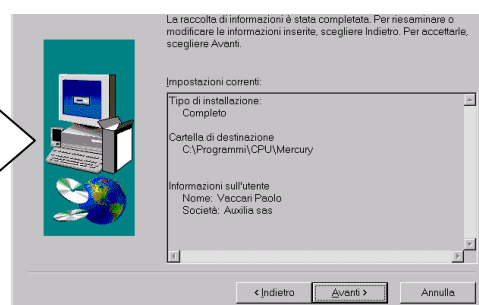 La raccolta di informazioni è stata completata. Per riesaminare o
modificare le informazioni inserite, scegliere Indietro. Per accettarle,
scegliere Avanti.
Impostazioni correnti:
Tipo di installazione:
Completo
Cartella di destinazione
C:\Programmi\CPU\Mercury
Informazioni sull'utente
Nome: Vaccari Paolo
Società: Auxilia sas
< Indietro
Avanti >
Annulla